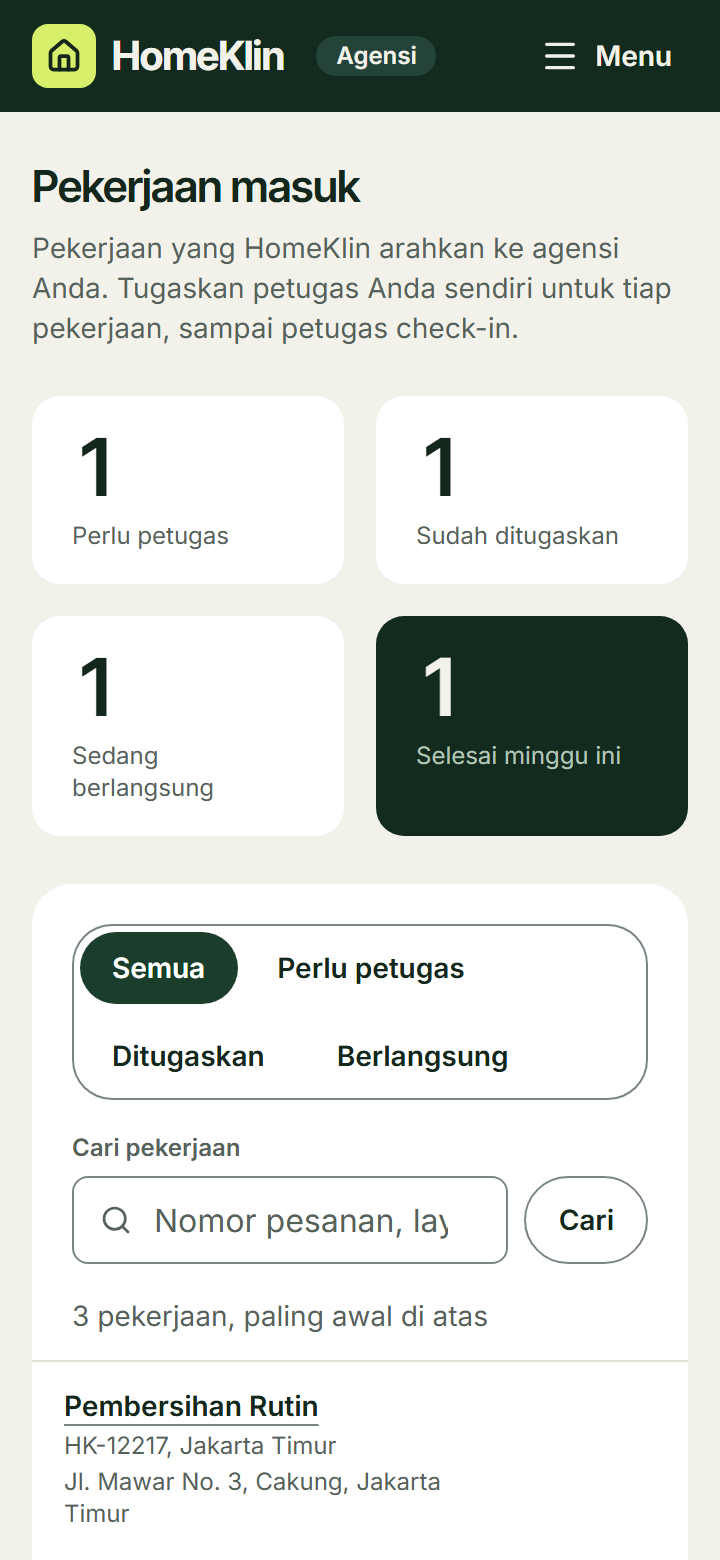 HomeKlin
Agensi
Menu
Pekerjaan masuk
Pekerjaan yang HomeKlin arahkan ke agensi
Anda. Tugaskan petugas Anda sendiri untuk tiap
pekerjaan, sampai petugas check-in.
1
Perlu petugas
1
Sudah ditugaskan
1
Sedang
berlangsung
1
Selesai minggu ini
Semua
Perlu petugas
Ditugaskan
Berlangsung
Cari pekerjaan
Nomor pesanan, lay
Cari
3 pekerjaan, paling awal di atas
Pembersihan Rutin
HK-12217, Jakarta Timur
Jl. Mawar No. 3, Cakung, Jakarta
Timur